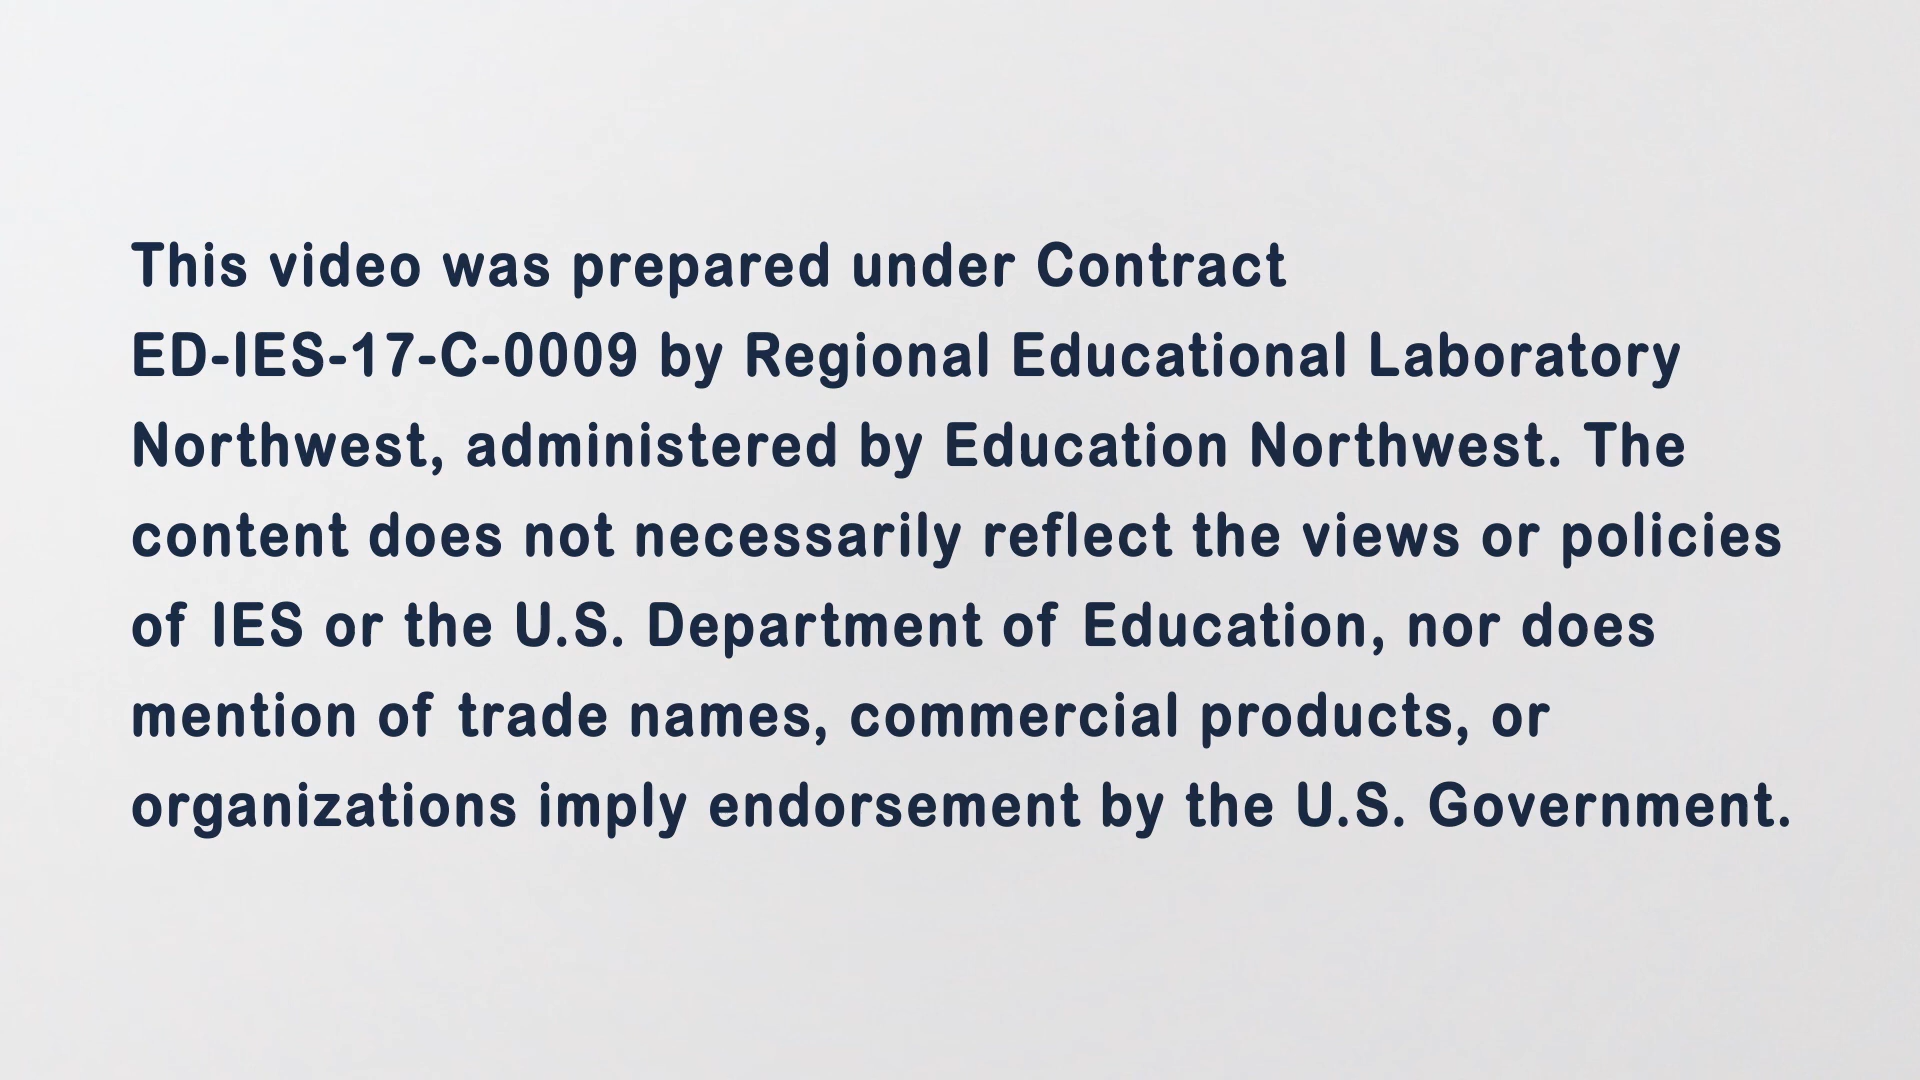 This video was prepared under Contract
ED-IES-17-C-0009 by Regional Educational Laboratory
Northwest, administered by Education Northwest. The
content does not necessarily reflect the views or policies
of IES or the U.S. Department of Education, nor does
mention of trade names, commercial products, or
organizations imply endorsement by the U.S. Government.